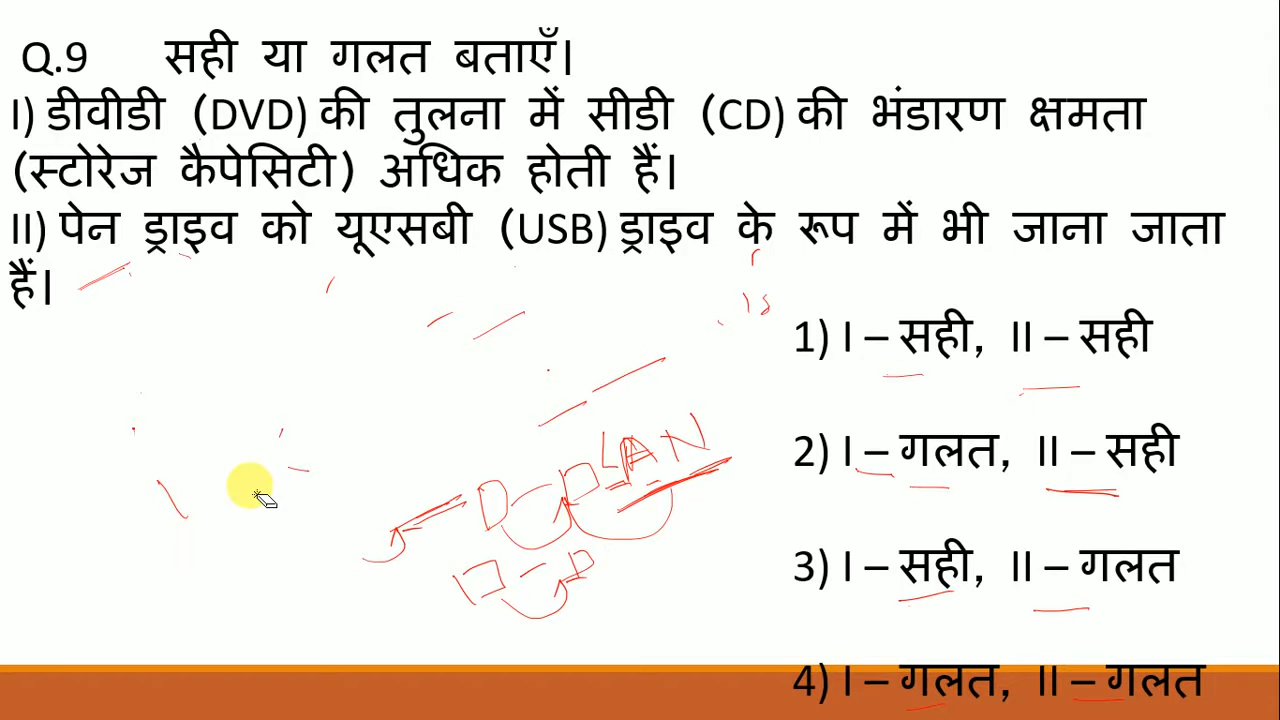 Q.9 सही या गलत बताएँ।
I) डीवीडी (DVD) की तुलना में सीडी (CD) की भंडारण क्षमता
(स्टोरेज कैपेसिटी) अधिक होती हैं।
II) पेन ड्राइव को यूएसबी (USB) ड्राइव के रूप में भी जाना जाता
हैं।
1) I – सही, II – सही
2) I – गलत, II – सही
3) I – सही, II – गलत
4) I – गलत, II – गलत
LAN